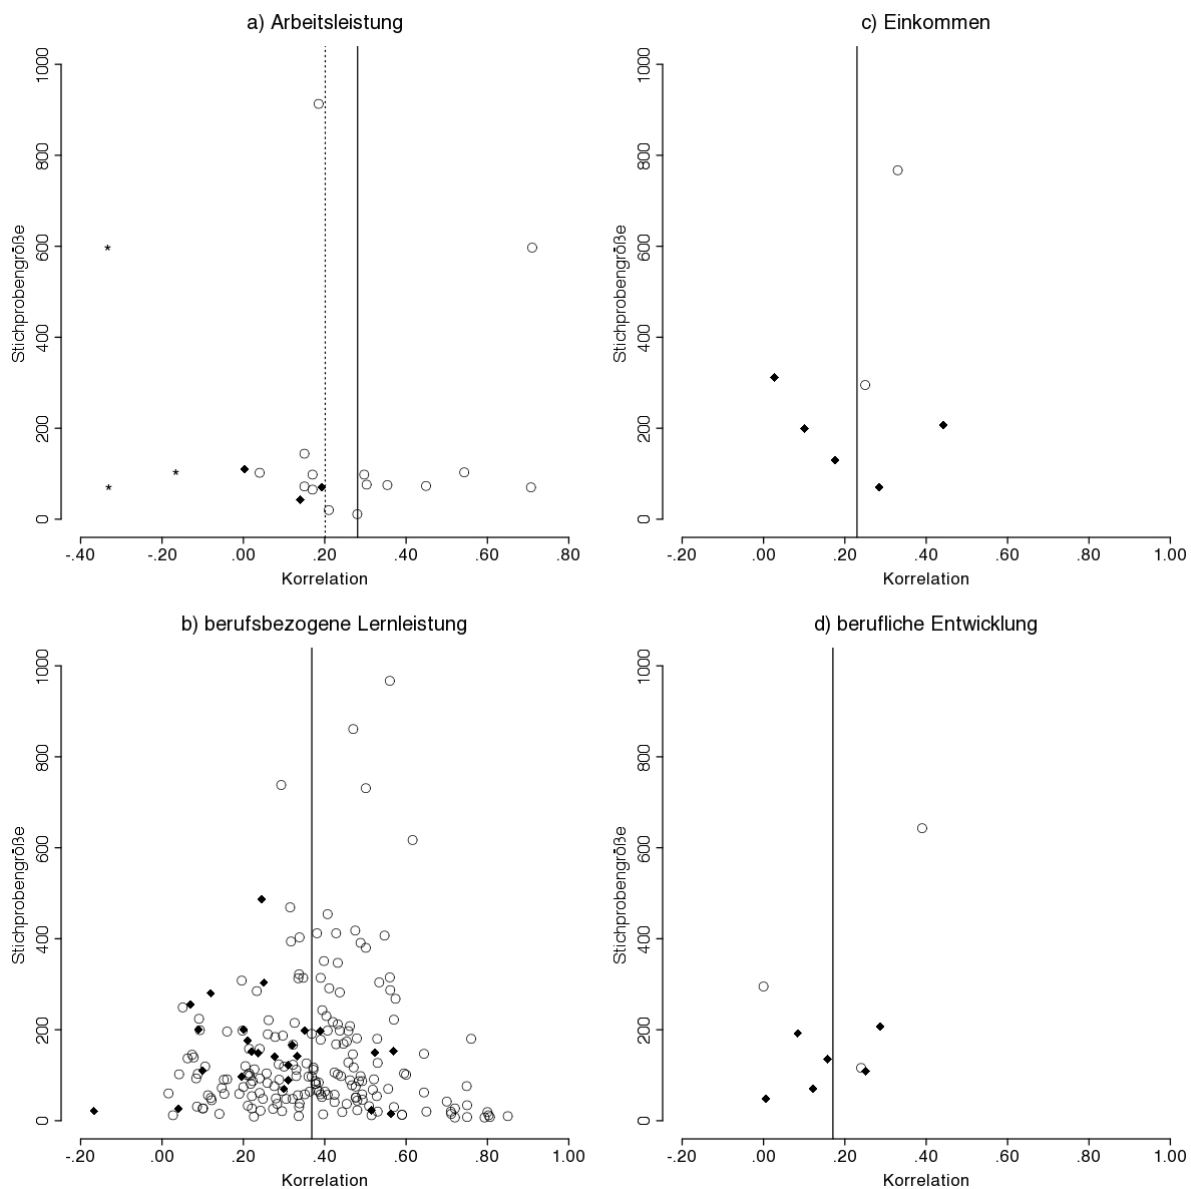 a) Arbeitsleistung
Stichprobengröße
0 200 400 600 800 1000
-.40 -.20 .00 .20 .40 .60 .80
Korrelation
c) Einkommen
Stichprobengröße
0 200 400 600 800 1000
-.20 .00 .20 .40 .60 .80 1.00
Korrelation
b) berufsbezogene Lernleistung
Stichprobengröße
0 200 400 600 800 1000
-.20 .00 .20 .40 .60 .80 1.00
Korrelation
d) berufliche Entwicklung
Stichprobengröße
0 200 400 600 800 1000
-.20 .00 .20 .40 .60 .80 1.00
Korrelation